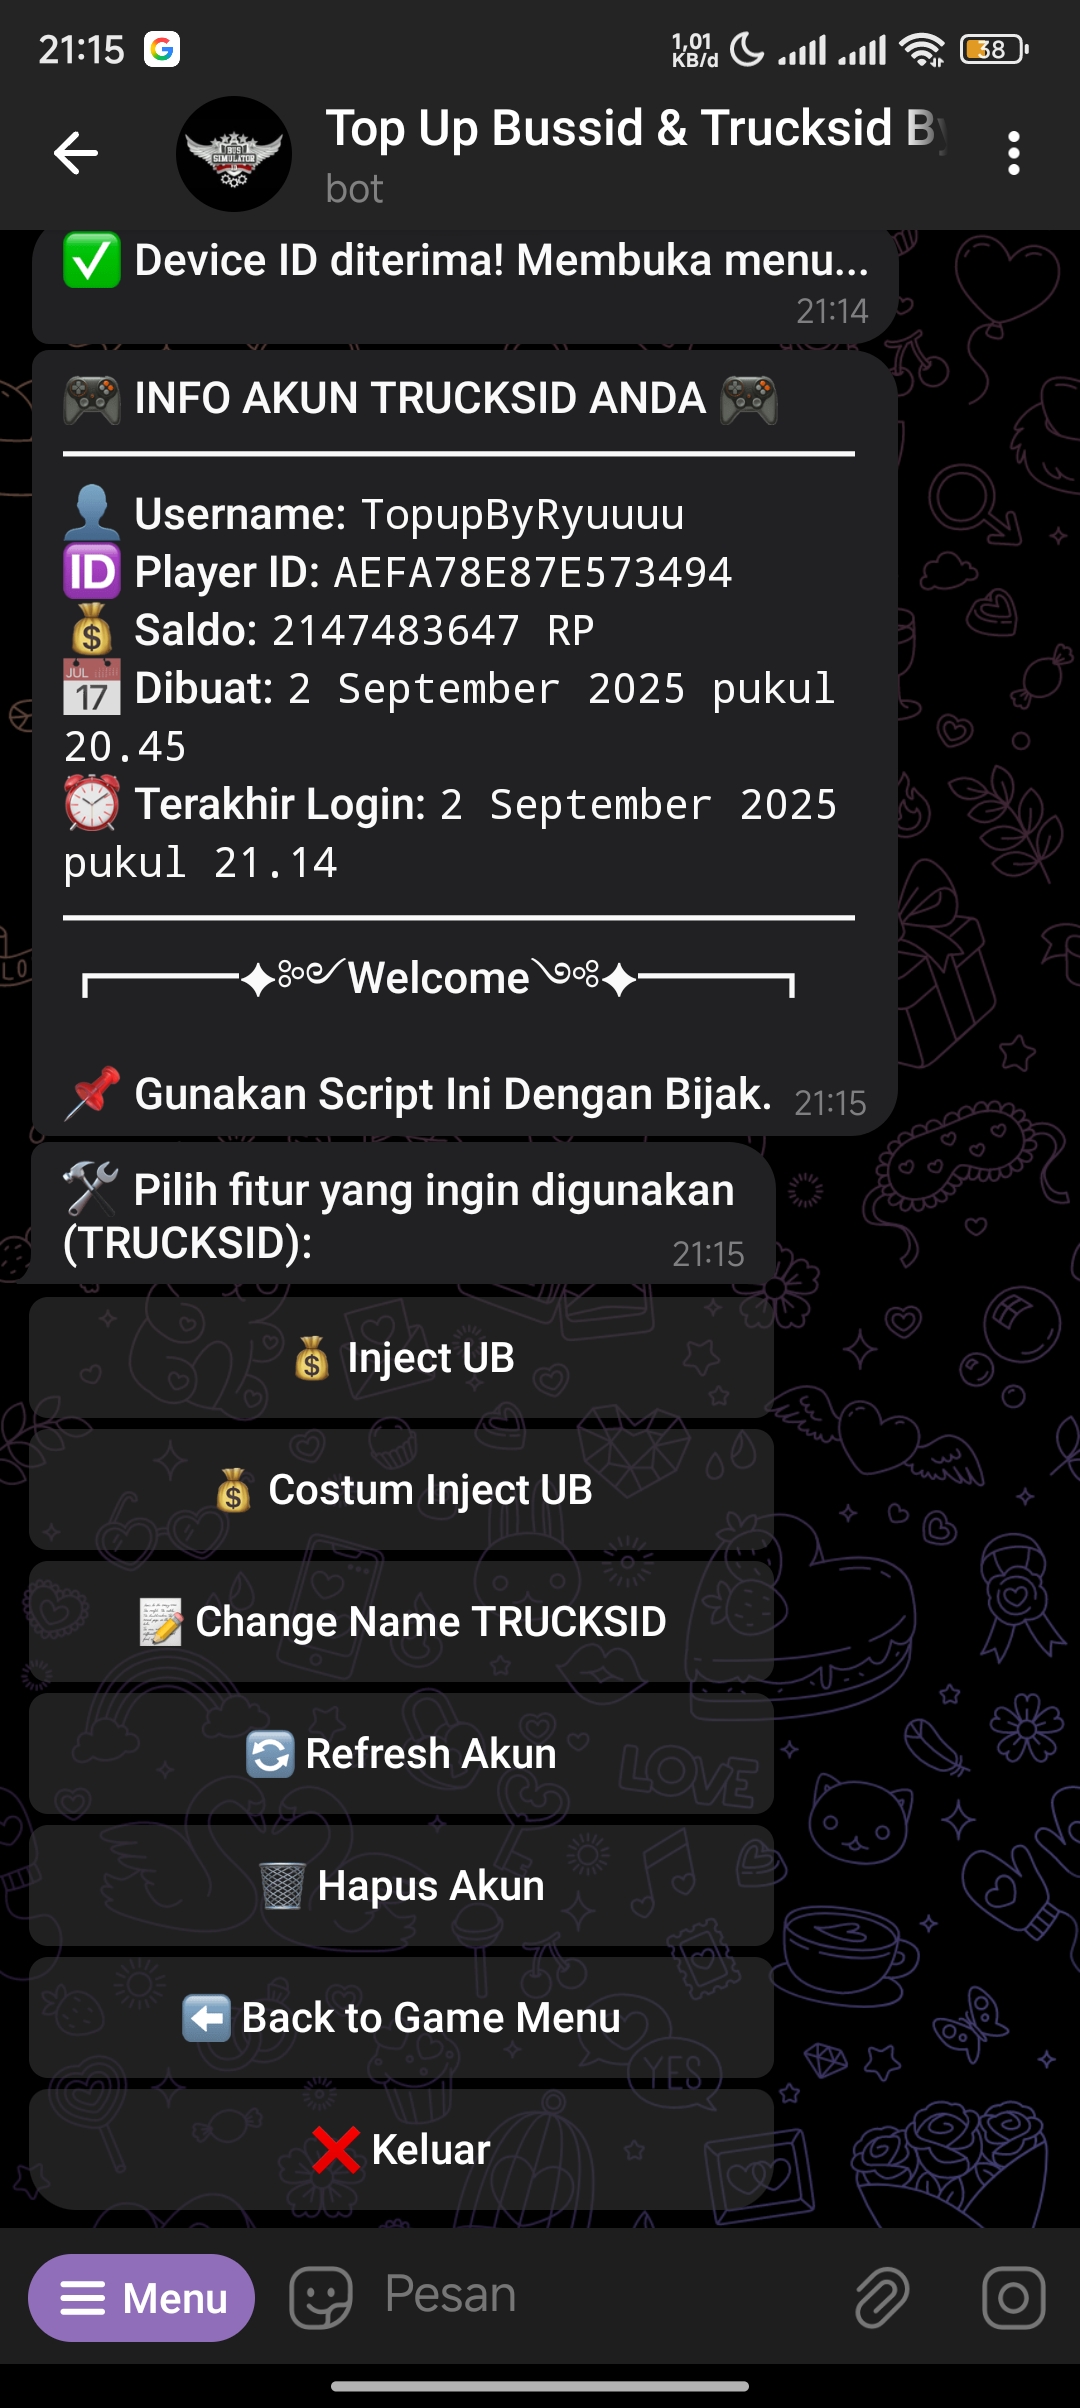 21:15
1,01
KB/d
38
Top Up Bussid & Trucksid B
bot
BUS
SIMULATOR
✅ Device ID diterima! Membuka menu...
21:14
🎮 INFO AKUN TRUCKSID ANDA 🎮
👤 Username: TopupByRyuuuu
🆔 Player ID: AEFA78E87E573494
💰 Saldo: 2147483647 RP
📅 Dibuat: 2 September 2025 pukul
20.45
⏰ Terakhir Login: 2 September 2025
pukul 21.14
Welcome
📌 Gunakan Script Ini Dengan Bijak. 21:15
🛠 Pilih fitur yang ingin digunakan
(TRUCKSID): 21:15
💰 Inject UB
💰 Costum Inject UB
📝 Change Name TRUCKSID
🔄 Refresh Akun
LOVE
🗑 Hapus Akun
⬅️ Back to Game Menu
YES
❌ Keluar
Menu
Pesan